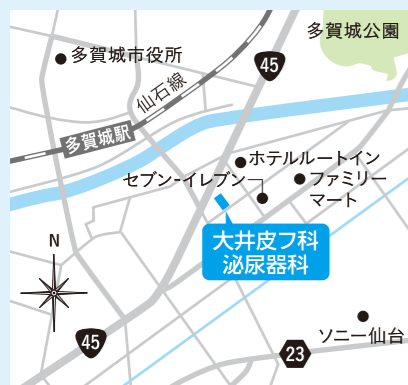 多賀城公園
多賀城市役所
45
仙石線
多賀城駅
ホテルルートイン
セブン-イレブン
ファミリー
マート
大井皮フ科
泌尿器科
N
ソニー仙台
45
23